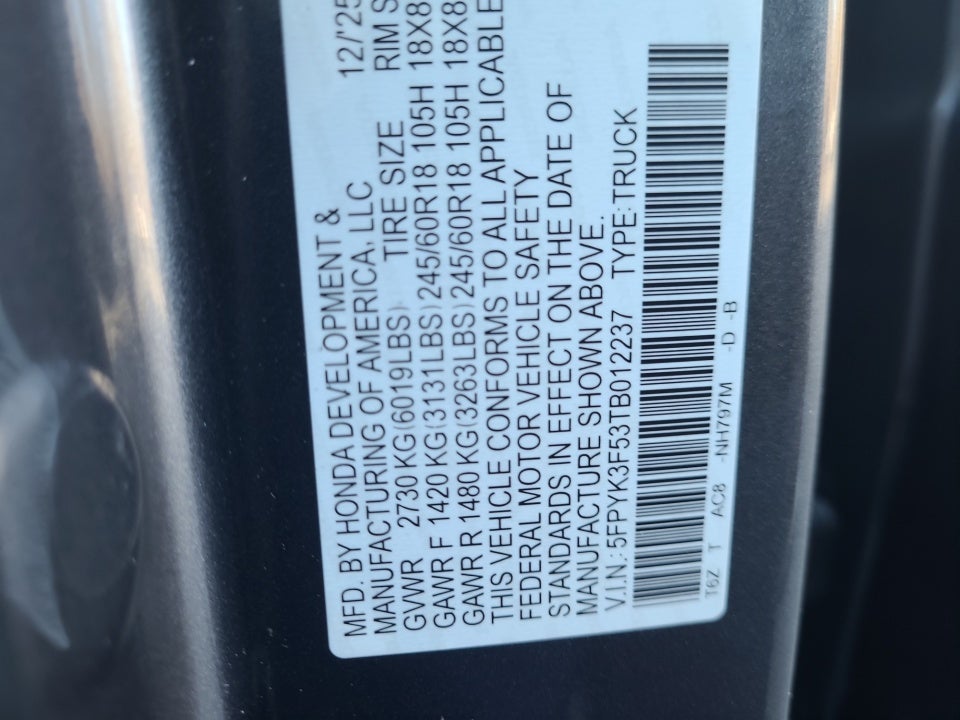 MFD. BY HONDA DEVELOPMENT & 12/'25
MANUFACTURING OF AMERICA, LLC
GVWR 2730 KG(6019LBS) TIRE SIZE RIM S
GAWR F 1420 KG(3131LBS)245/60R18 105H 18X8
GAWR R 1480 KG(3263LBS)245/60R18 105H 18X8
THIS VEHICLE CONFORMS TO ALL APPLICABLE
FEDERAL MOTOR VEHICLE SAFETY
STANDARDS IN EFFECT ON THE DATE OF
MANUFACTURE SHOWN ABOVE.
V.I.N.: 5FPYK3F53TB012237 TYPE: TRUCK
T6Z T AC8 -NH797M -D -B